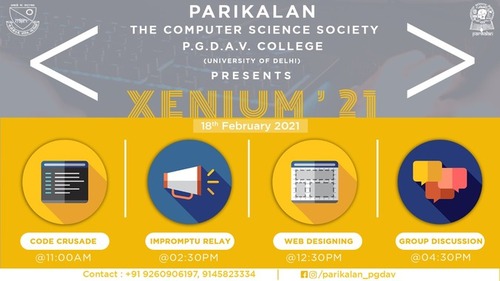 PARIKALAN
THE COMPUTER SCIENCE SOCIETY
P.G.D.A.V. COLLEGE
(UNIVERSITY OF DELHI)
PRESENTS
parikalan
XENIUM ' 21
18th February 2021
CODE CRUSADE
IMPROMPTU RELAY
WEB DESIGNING
GROUP DISCUSSION
@11:00AM
@02:30PM
@12:30PM
@04:30PM
Contact : +91 9260906197, 9145823334
@/parikalan_pgdav